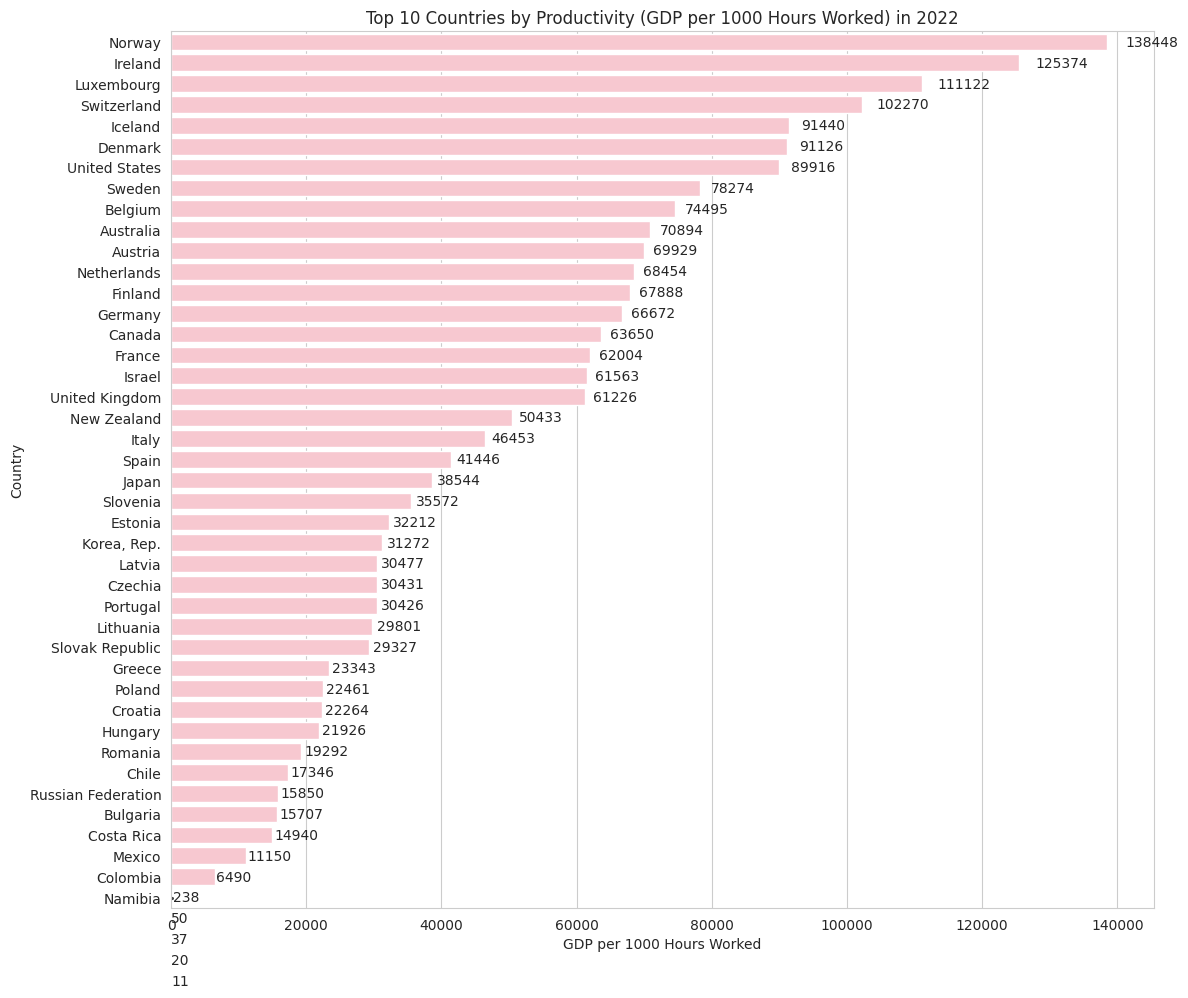 Top 10 Countries by Productivity (GDP per 1000 Hours Worked) in 2022
Norway 138448
Ireland 125374
Luxembourg 111122
Switzerland 102270
Iceland 91440
Denmark 91126
United States 89916
Sweden 78274
Belgium 74495
Australia 70894
Austria 69929
Netherlands 68454
Finland 67888
Germany 66672
Canada 63650
France 62004
Israel 61563
United Kingdom 61226
New Zealand 50433
Italy 46453
Spain 41446
Japan 38544
Slovenia 35572
Estonia 32212
Korea, Rep. 31272
Latvia 30477
Czechia 30431
Portugal 30426
Lithuania 29801
Slovak Republic 29327
Greece 23343
Poland 22461
Croatia 22264
Hungary 21926
Romania 19292
Chile 17346
Russian Federation 15850
Bulgaria 15707
Costa Rica 14940
Mexico 11150
Colombia 6490
Namibia 238
50
0 20000 40000 60000 80000 100000 120000 140000
37
20
11
GDP per 1000 Hours Worked
Country